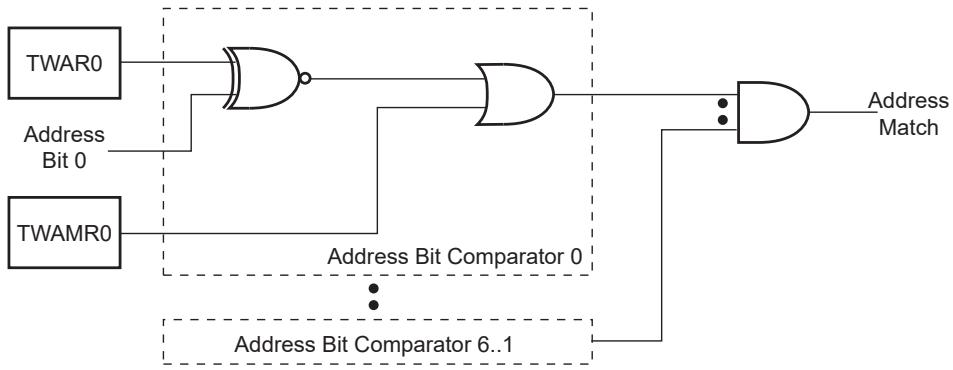 TWAR0
Address
Bit 0
TWAMR0
Address Bit Comparator 0
Address Bit Comparator 6..1
Address
Match